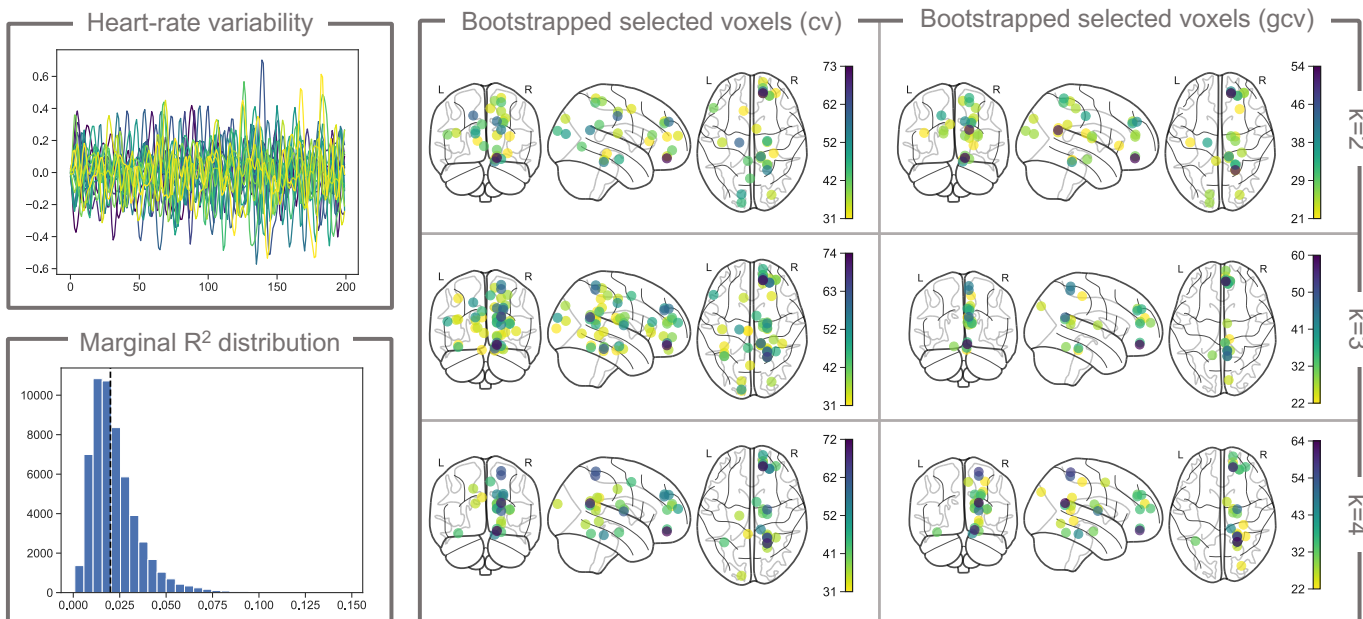 Heart-rate variability
0.6
0.4
0.2
0.0
−0.2
−0.4
−0.6
0
50
100
150
200
Marginal R² distribution
10000
8000
6000
4000
2000
0
0.000
0.025
0.050
0.075
0.100
0.125
0.150
Bootstrapped selected voxels (cv)
L
R
L
R
73
62
52
42
31
L
R
L
R
74
63
52
42
31
L
R
L
R
72
61
51
41
31
Bootstrapped selected voxels (gcv)
L
R
L
R
54
46
38
29
21
K=2
L
R
L
R
60
50
41
32
22
K=3
L
R
L
R
64
54
43
32
22
K=4